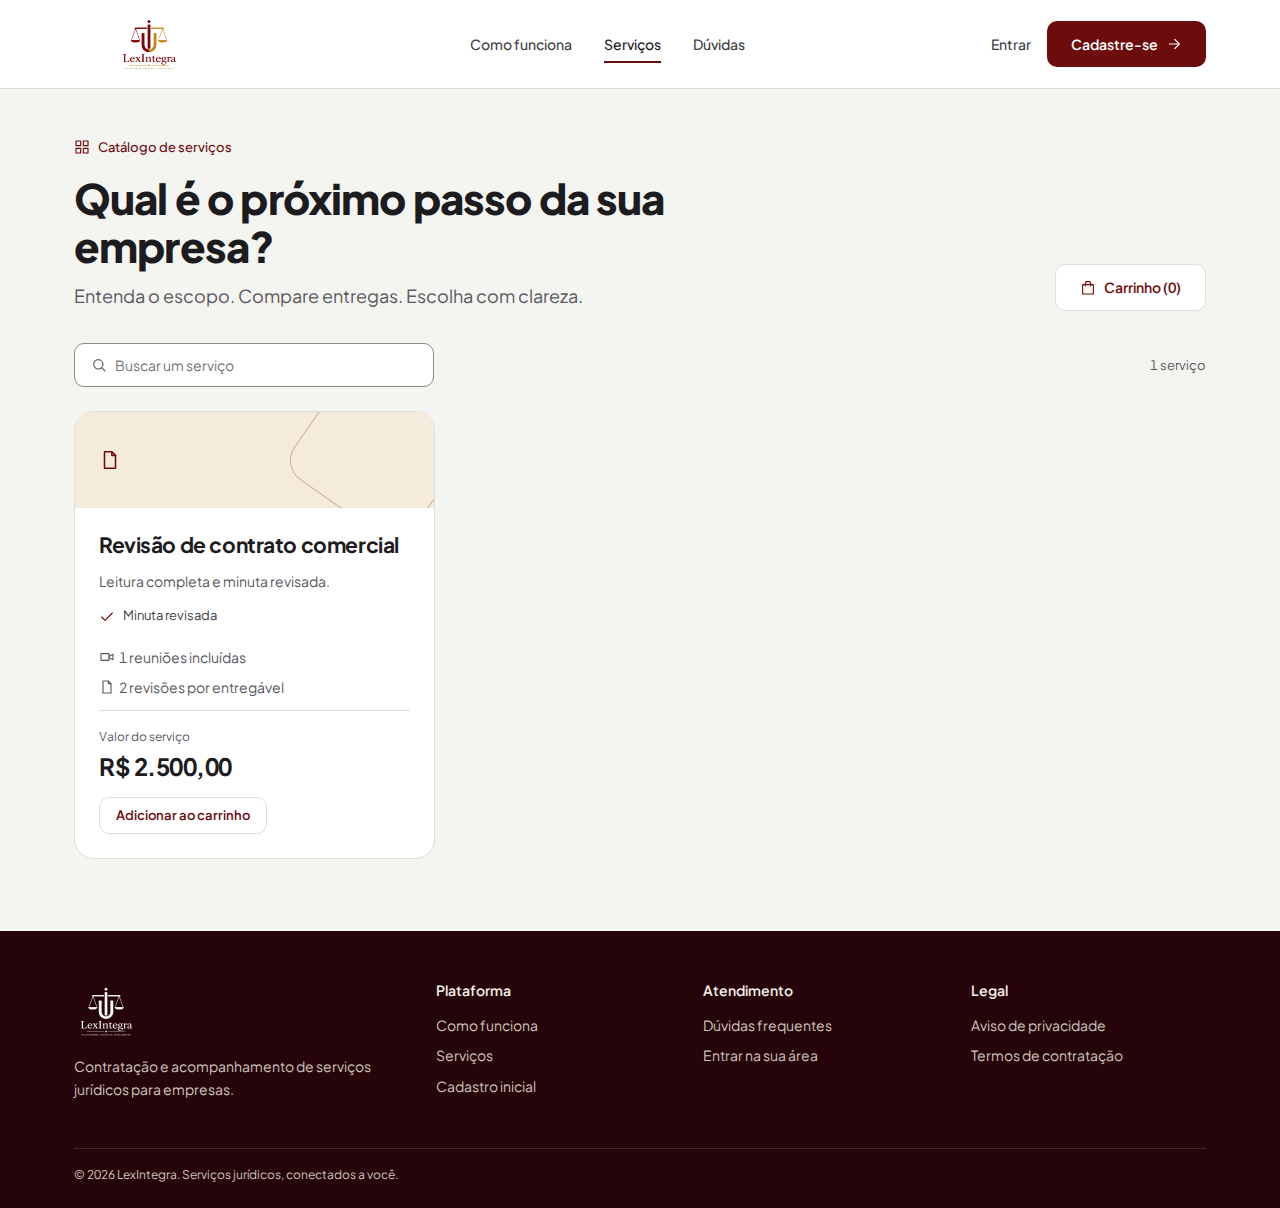 LexIntegra
Como funciona
Serviços
Dúvidas
Entrar
Cadastre-se
Catálogo de serviços
Qual é o próximo passo da sua
empresa?
Entenda o escopo. Compare entregas. Escolha com clareza.
Carrinho (0)
Buscar um serviço
1 serviço
Revisão de contrato comercial
Leitura completa e minuta revisada.
Minuta revisada
1 reuniões incluídas
2 revisões por entregável
Valor do serviço
R$ 2.500,00
Adicionar ao carrinho
LexIntegra
Contratação e acompanhamento de serviços
jurídicos para empresas.
Plataforma
Como funciona
Serviços
Cadastro inicial
Atendimento
Dúvidas frequentes
Entrar na sua área
Legal
Aviso de privacidade
Termos de contratação
© 2026 LexIntegra. Serviços jurídicos, conectados a você.